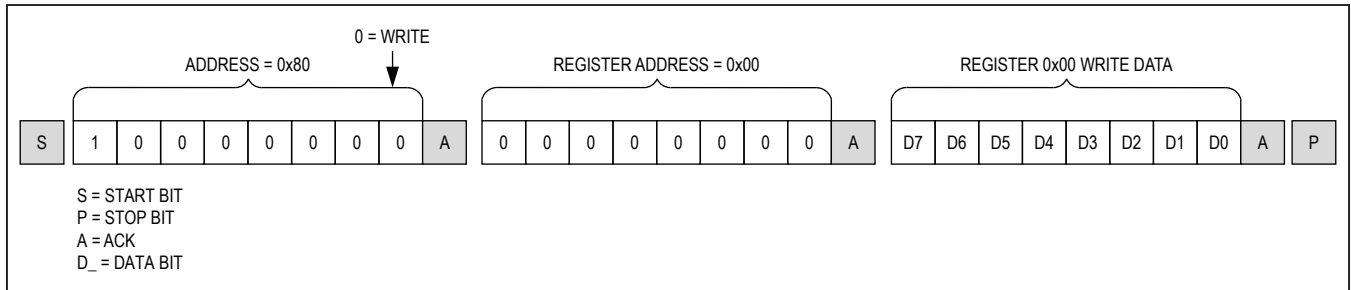 0 = WRITE
ADDRESS = 0x80
REGISTER ADDRESS = 0x00
REGISTER 0x00 WRITE DATA
S 1 0 0 0 0 0 0 0 A 0 0 0 0 0 0 0 0 A D7 D6 D5 D4 D3 D2 D1 D0 A P
S = START BIT
P = STOP BIT
A = ACK
D_ = DATA BIT